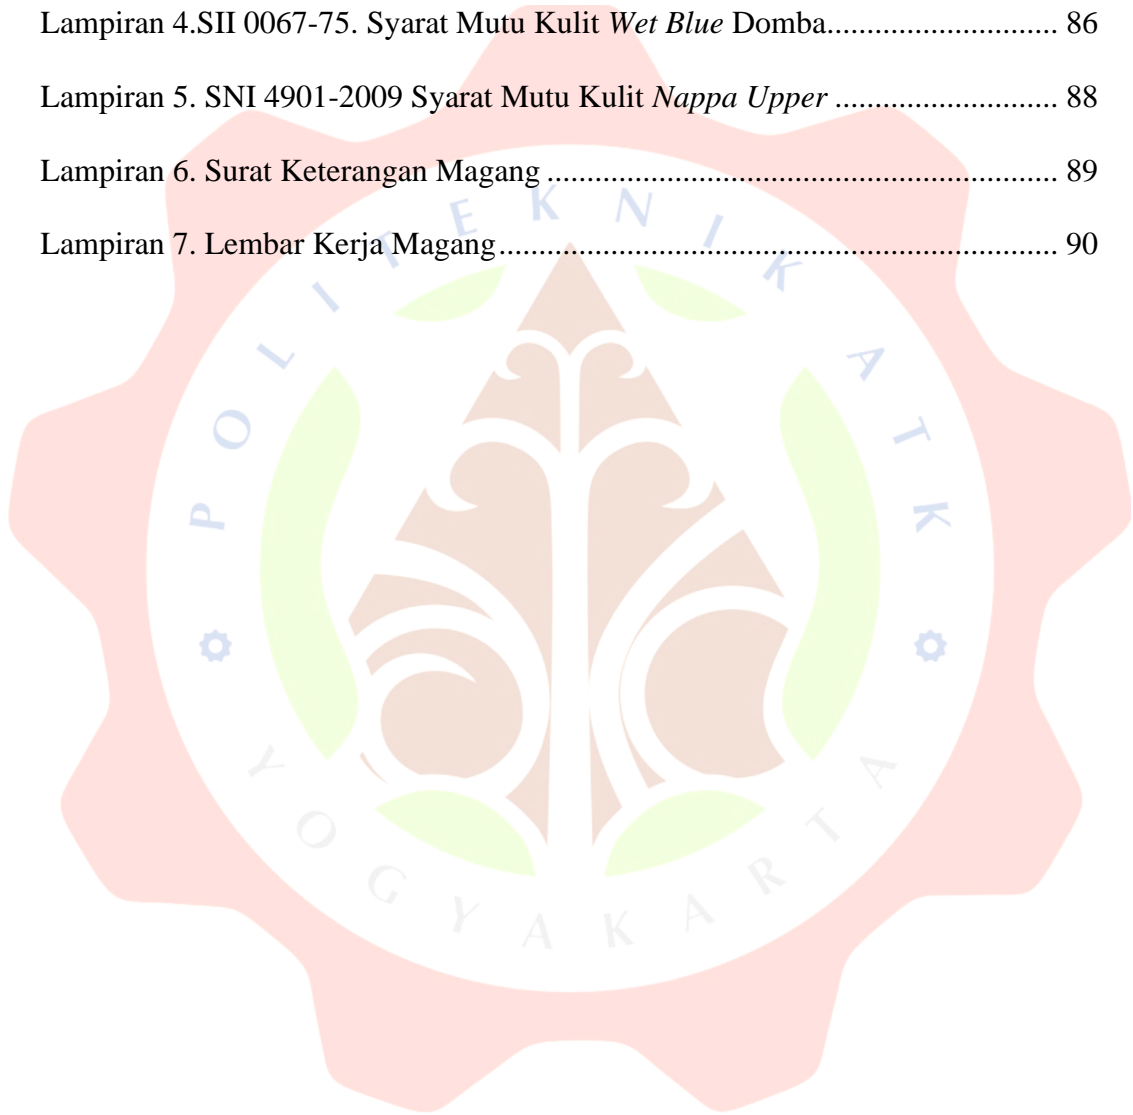 Lampiran 4.SII 0067-75. Syarat Mutu Kulit Wet Blue Domba............................ 86
Lampiran 5. SNI 4901-2009 Syarat Mutu Kulit Nappa Upper ............................ 88
Lampiran 6. Surat Keterangan Magang ............................................................... 89
Lampiran 7. Lembar Kerja Magang..................................................................... 90
POLITEKNIK ATK
YOGYAKARTA